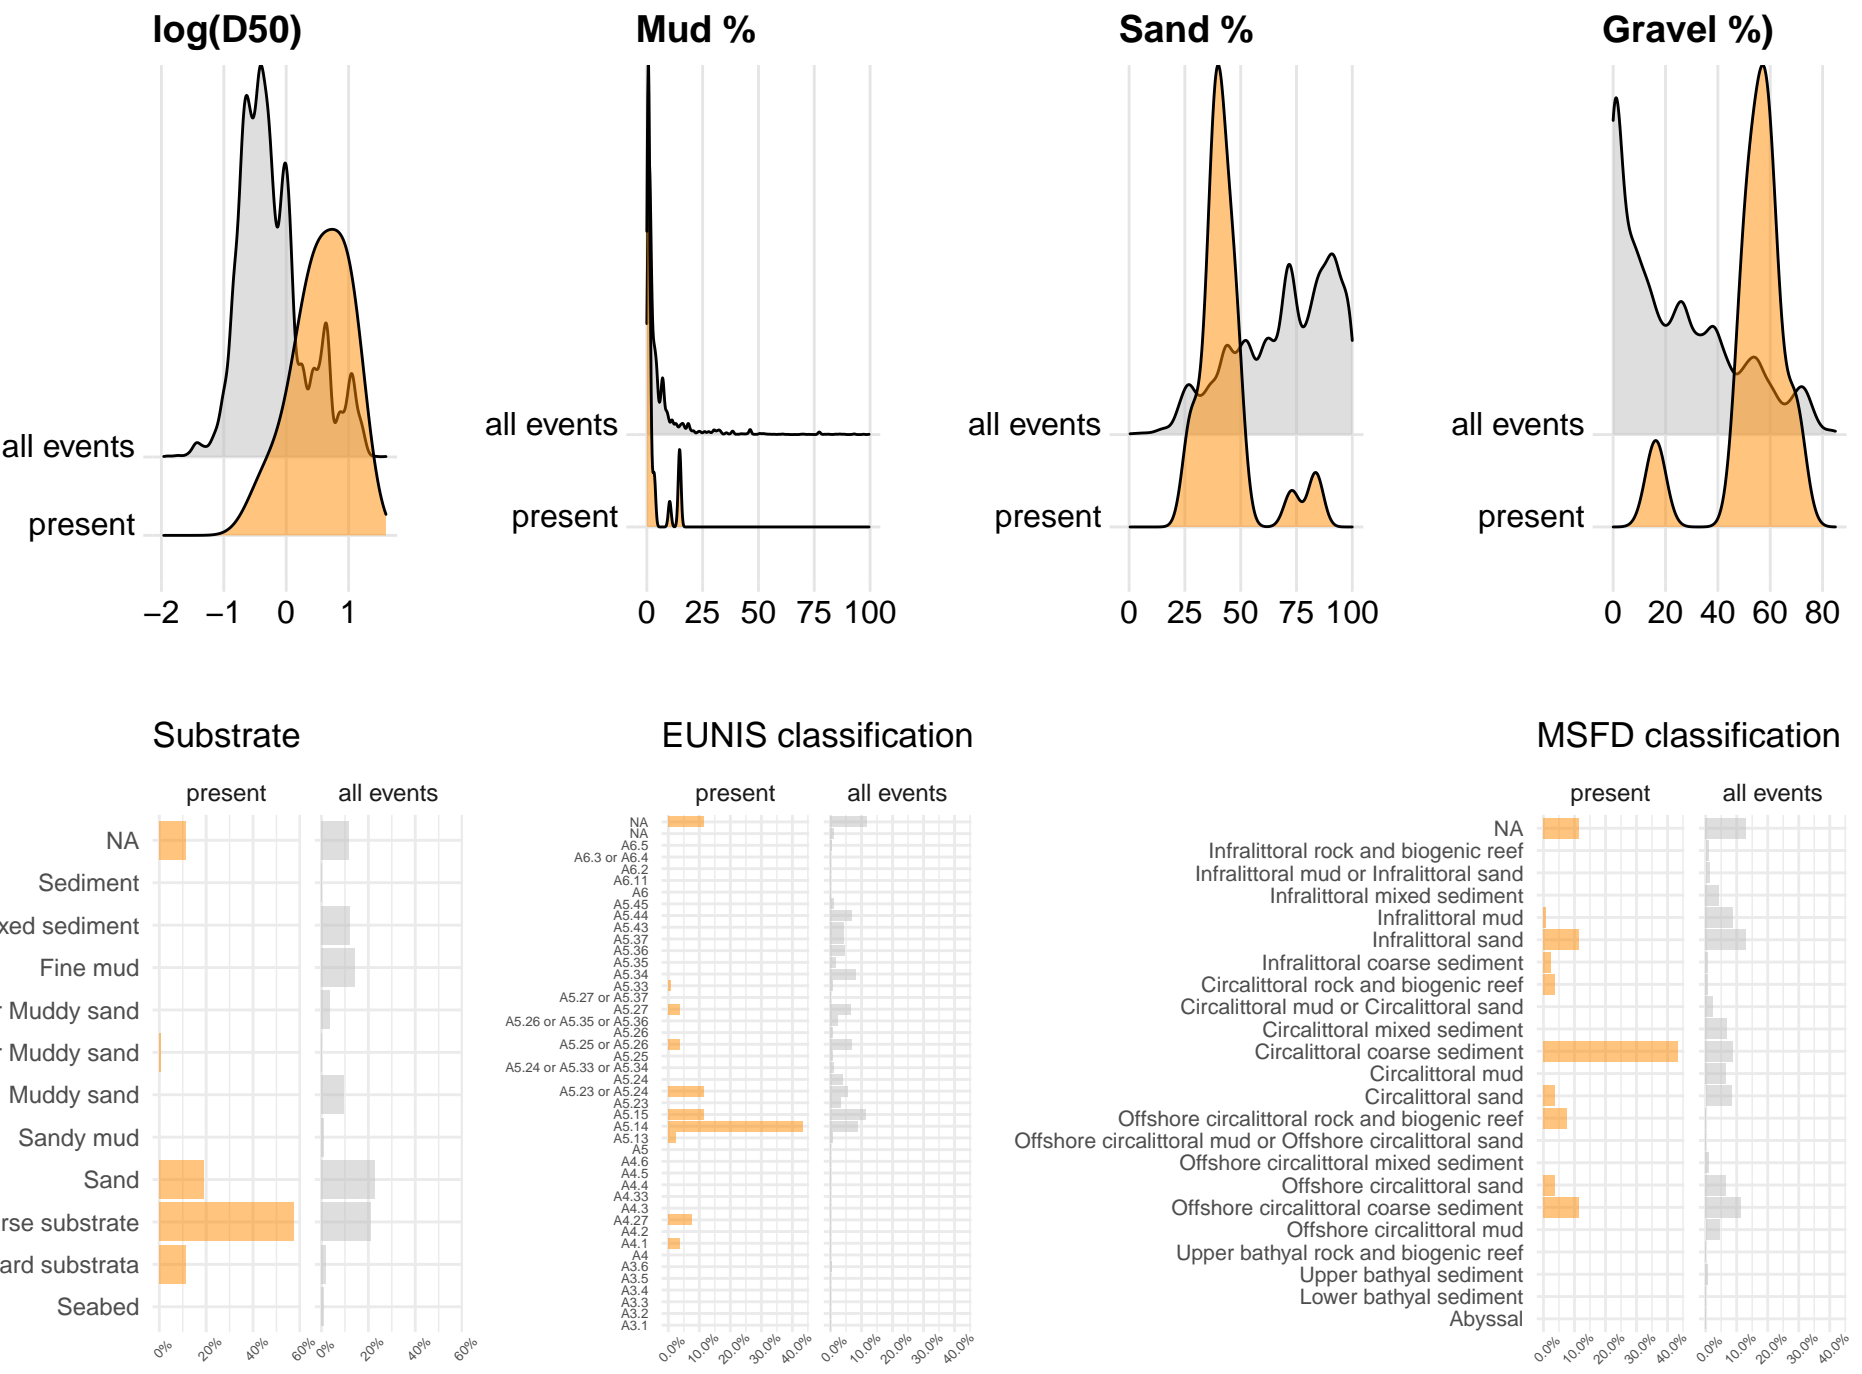 log(D50)
Mud %
Sand %
Gravel %)
all events
present
−2 −1 0 1
all events
present
0 25 50 75 100
all events
present
0 25 50 75 100
all events
present
0 20 40 60 80
Substrate
present all events
NA
Sediment
xed sediment
Fine mud
r Muddy sand
r Muddy sand
Muddy sand
Sandy mud
Sand
rse substrate
ard substrata
Seabed
0% 20% 40% 60% 0% 20% 40% 60%
EUNIS classification
present all events
NA
NA
A6.5
A6.3 or A6.4
A6.2
A6.11
A6
A5.45
A5.44
A5.43
A5.37
A5.36
A5.35
A5.34
A5.33
A5.27 or A5.37
A5.27
A5.26 or A5.35 or A5.36
A5.26
A5.25 or A5.26
A5.25
A5.24 or A5.33 or A5.34
A5.24
A5.23 or A5.24
A5.23
A5.15
A5.14
A5.13
A5
A4.6
A4.5
A4.4
A4.33
A4.3
A4.27
A4.2
A4.1
A4
A3.6
A3.5
A3.4
A3.3
A3.2
A3.1
0.0% 10.0% 20.0% 30.0% 40.0% 0.0% 10.0% 20.0% 30.0% 40.0%
MSFD classification
present all events
NA
Infralittoral rock and biogenic reef
Infralittoral mud or Infralittoral sand
Infralittoral mixed sediment
Infralittoral mud
Infralittoral sand
Infralittoral coarse sediment
Circalittoral rock and biogenic reef
Circalittoral mud or Circalittoral sand
Circalittoral mixed sediment
Circalittoral coarse sediment
Circalittoral mud
Circalittoral sand
Offshore circalittoral rock and biogenic reef
Offshore circalittoral mud or Offshore circalittoral sand
Offshore circalittoral mixed sediment
Offshore circalittoral sand
Offshore circalittoral coarse sediment
Offshore circalittoral mud
Upper bathyal rock and biogenic reef
Upper bathyal sediment
Lower bathyal sediment
Abyssal
0.0% 10.0% 20.0% 30.0% 40.0% 0.0% 10.0% 20.0% 30.0% 40.0%